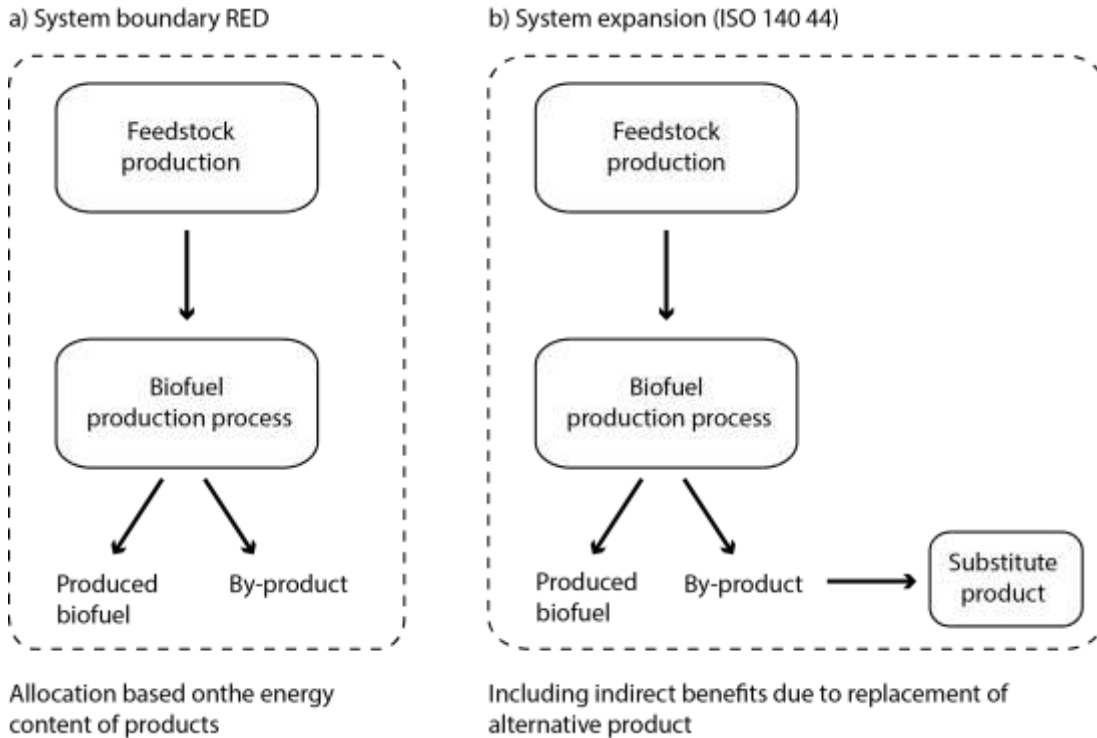 a) System boundary RED
Feedstock
production
Biofuel
production process
Produced
biofuel
By-product
Allocation based onthe energy
content of products
b) System expansion (ISO 140 44)
Feedstock
production
Biofuel
production process
Produced
biofuel
By-product
Substitute
product
Including indirect benefits due to replacement of
alternative product